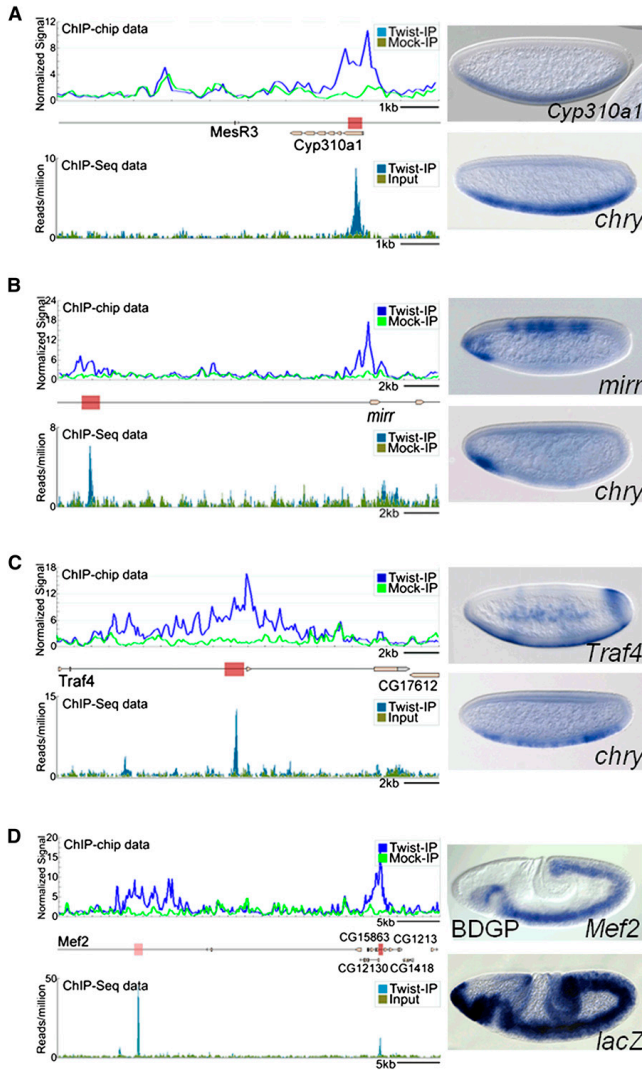 A
ChIP-chip data
Twist-IP
Mock-IP
Normalized Signal
12
8
4
0
1kb
MesR3
Cyp310a1
ChIP-Seq data
Twist-IP
Input
Reads/million
10
5
0
1kb
Cyp310a1
chry
B
ChIP-chip data
Twist-IP
Mock-IP
Normalized Signal
24
18
12
6
0
2kb
mirr
ChIP-Seq data
Twist-IP
Mock-IP
Reads/million
8
4
0
2kb
mirr
chry
C
ChIP-chip data
Twist-IP
Mock-IP
Normalized Signal
18
12
6
0
2kb
Traf4
CG17612
ChIP-Seq data
Twist-IP
Input
Reads/million
15
10
5
0
2kb
Traf4
chry
D
ChIP-chip data
Twist-IP
Mock-IP
Normalized Signal
20
15
10
5
0
5kb
Mef2
CG15863 CG1213
CG12130 CG1418
ChIP-Seq data
Twist-IP
Input
Reads/million
50
25
0
5kb
BDGP
Mef2
lacZ